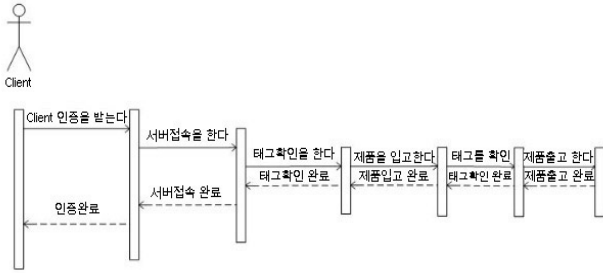 Client
Client 인증을 받는다
서버접속을 한다
태그확인을 한다
제품을 입고한다
태그를 확인
제품출고 한다
태그확인 완료
제품입고 완료
태그확인 완료
제품출고 완료
서버접속 완료
인증완료